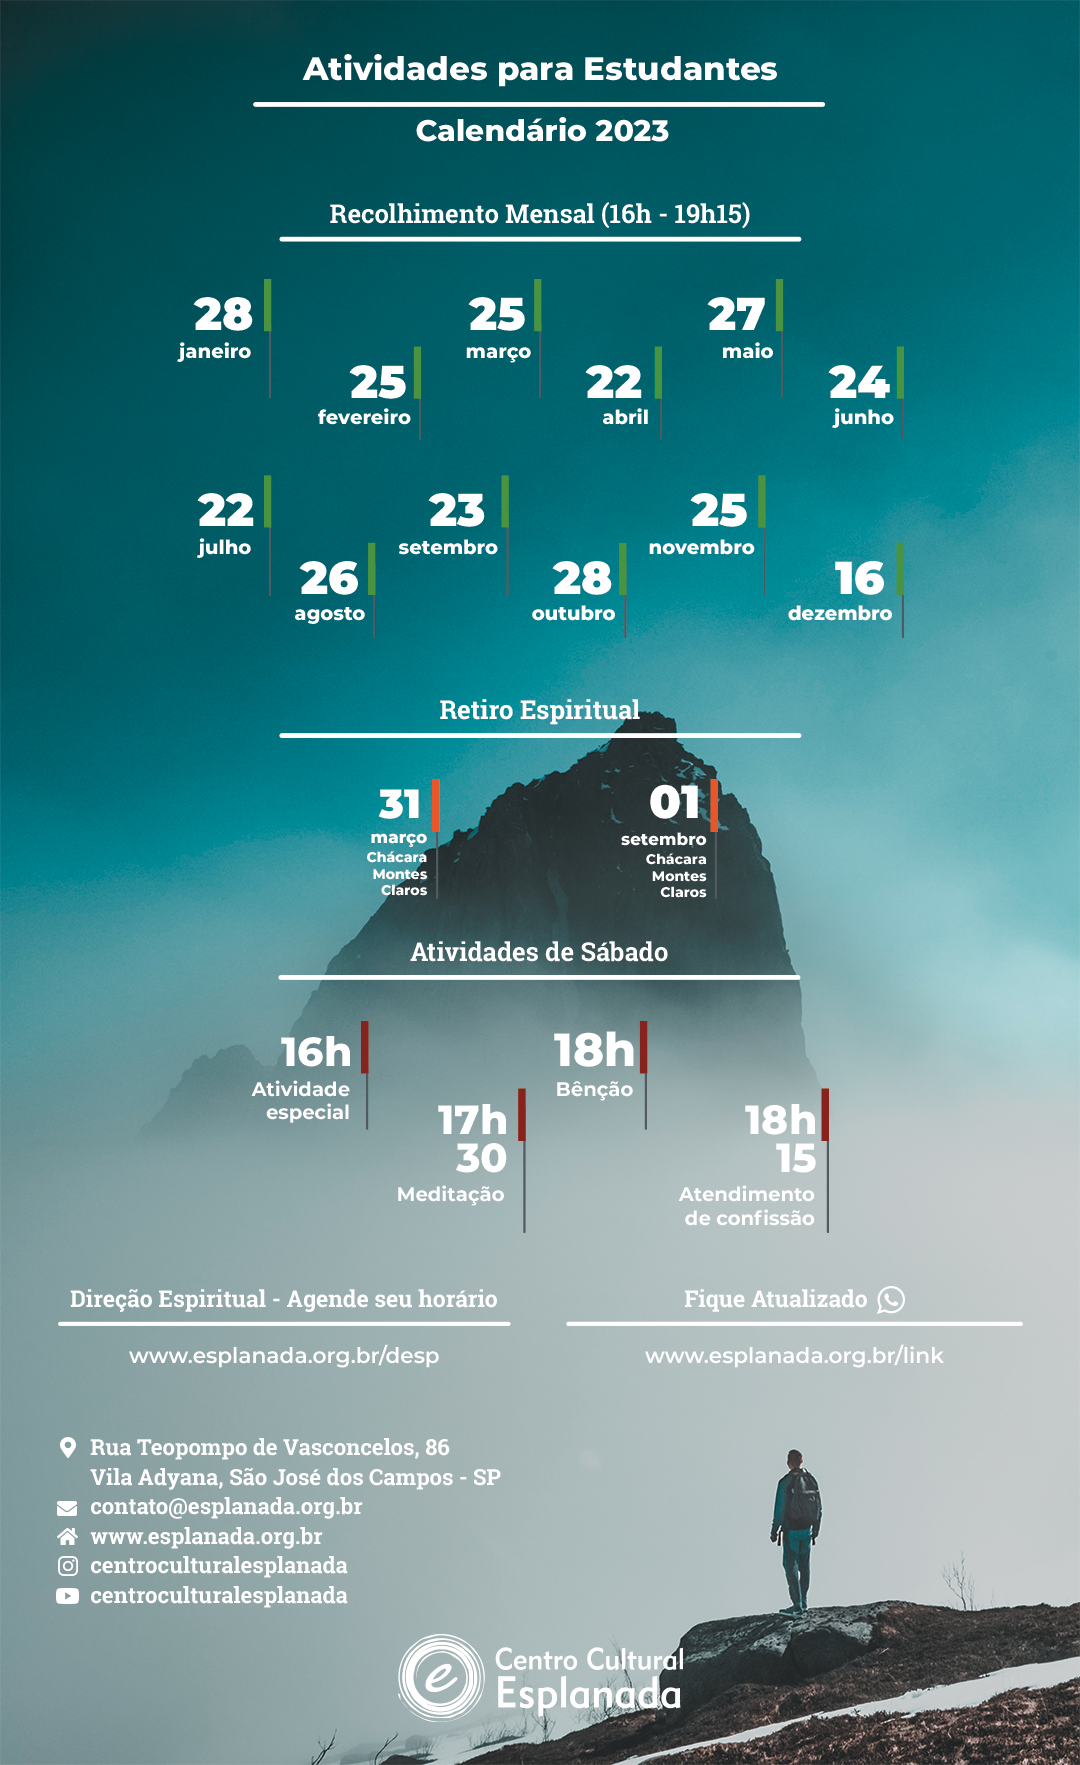 Atividades para Estudantes
Calendário 2023
Recolhimento Mensal (16h - 19h15)
28
janeiro
25
fevereiro
25
março
22
abril
27
maio
24
junho
22
julho
26
agosto
23
setembro
28
outubro
25
novembro
16
dezembro
Retiro Espiritual
31
março
Chácara
Montes
Claros
01
setembro
Chácara
Montes
Claros
Atividades de Sábado
16h
Atividade
especial
17h
30
Meditação
18h
Bênção
18h
15
Atendimento
de confissão
Direção Espiritual - Agende seu horário
www.esplanada.org.br/desp
Fique Atualizado
www.esplanada.org.br/link
Rua Teopompo de Vasconcelos, 86
Vila Adyana, São José dos Campos - SP
contato@esplanada.org.br
www.esplanada.org.br
centroculturalesplanada
centroculturalesplanada
e
Centro Cultural
Esplanada